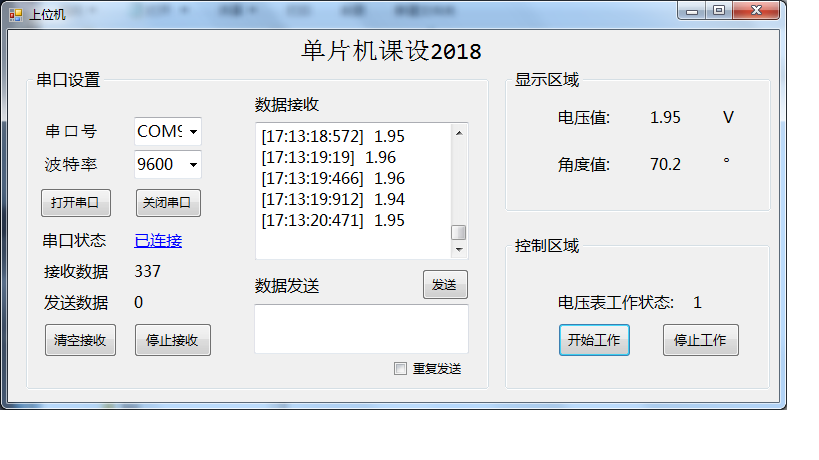 上位机
单片机课设2018
串口设置
串口号 COM9
波特率 9600
打开串口 关闭串口
串口状态 已连接
接收数据 337
发送数据 0
清空接收 停止接收
数据接收
[17:13:18:572] 1.95
[17:13:19:19] 1.96
[17:13:19:466] 1.96
[17:13:19:912] 1.94
[17:13:20:471] 1.95
数据发送 发送
重复发送
显示区域
电压值: 1.95 V
角度值: 70.2 °
控制区域
电压表工作状态: 1
开始工作 停止工作